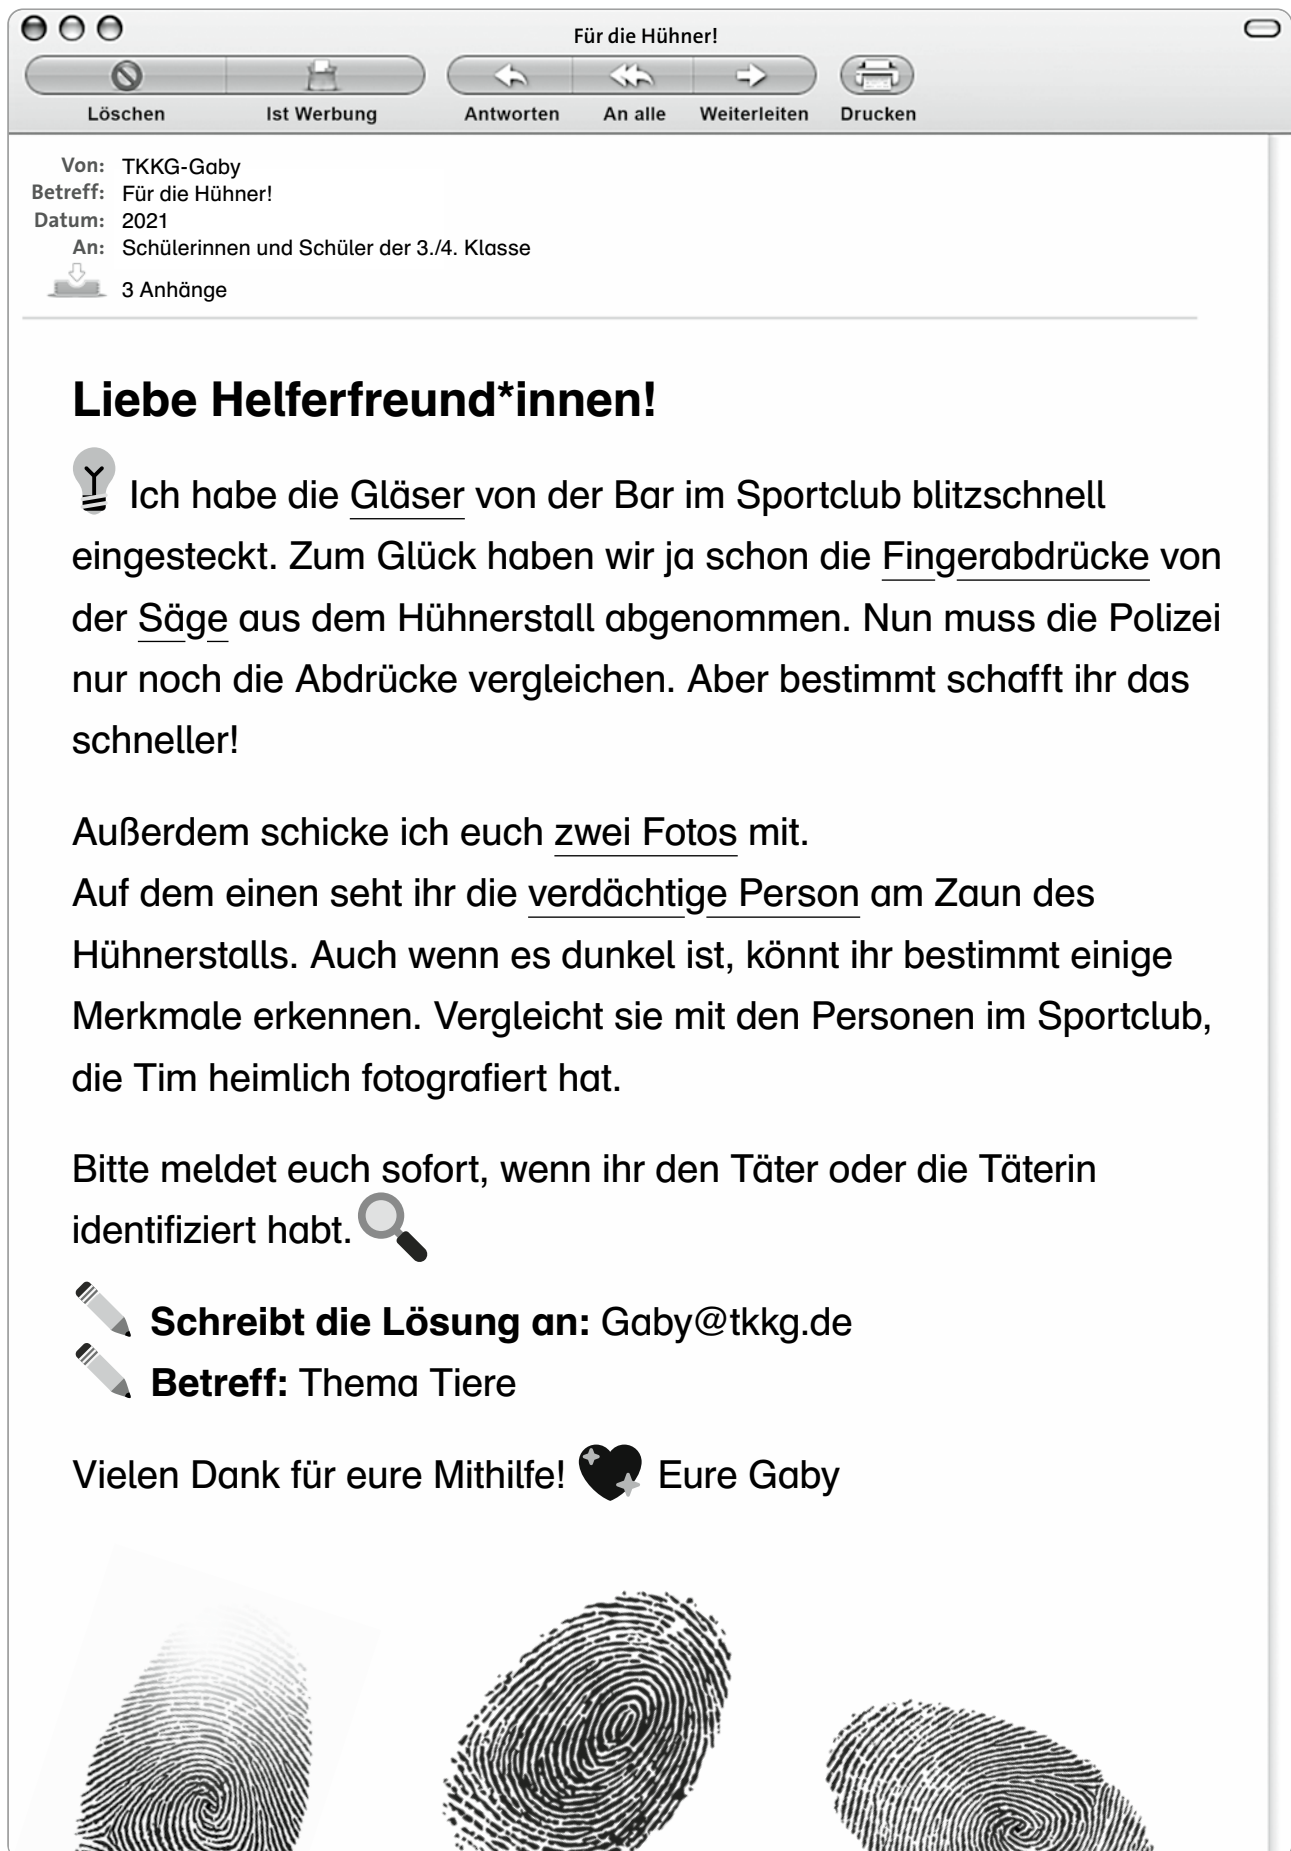 Für die Hühner!
Löschen Ist Werbung Antworten An alle Weiterleiten Drucken
Von: TKKG-Gaby
Betreff: Für die Hühner!
Datum: 2021
An: Schülerinnen und Schüler der 3./4. Klasse
3 Anhänge
Liebe Helferfreund*innen!
Ich habe die Gläser von der Bar im Sportclub blitzschnell
eingesteckt. Zum Glück haben wir ja schon die Fingerabdrücke von
der Säge aus dem Hühnerstall abgenommen. Nun muss die Polizei
nur noch die Abdrücke vergleichen. Aber bestimmt schafft ihr das
schneller!
Außerdem schicke ich euch zwei Fotos mit.
Auf dem einen seht ihr die verdächtige Person am Zaun des
Hühnerstalls. Auch wenn es dunkel ist, könnt ihr bestimmt einige
Merkmale erkennen. Vergleicht sie mit den Personen im Sportclub,
die Tim heimlich fotografiert hat.
Bitte meldet euch sofort, wenn ihr den Täter oder die Täterin
identifiziert habt.
Schreibt die Lösung an: Gaby@tkkg.de
Betreff: Thema Tiere
Vielen Dank für eure Mithilfe! Eure Gaby